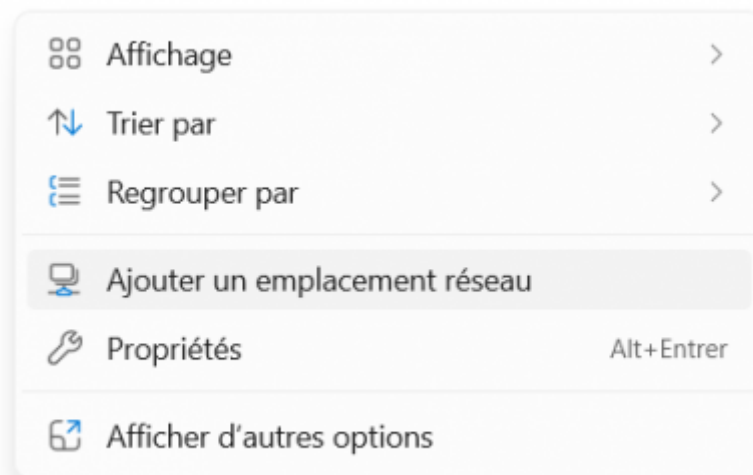 Affichage
Trier par
Regrouper par
Ajouter un emplacement réseau
Propriétés Alt+Entrer
Afficher d'autres options